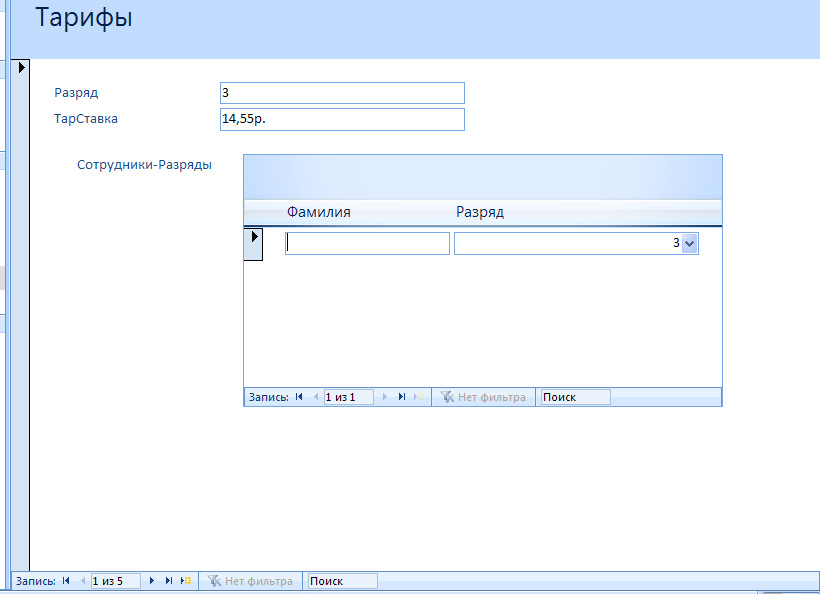 Тарифы
Разряд 3
ТарСтавка 14,55р.
Сотрудники-Разряды
Фамилия Разряд
3
Запись: 1 из 1 Нет фильтра Поиск
Запись: 1 из 5 Нет фильтра Поиск